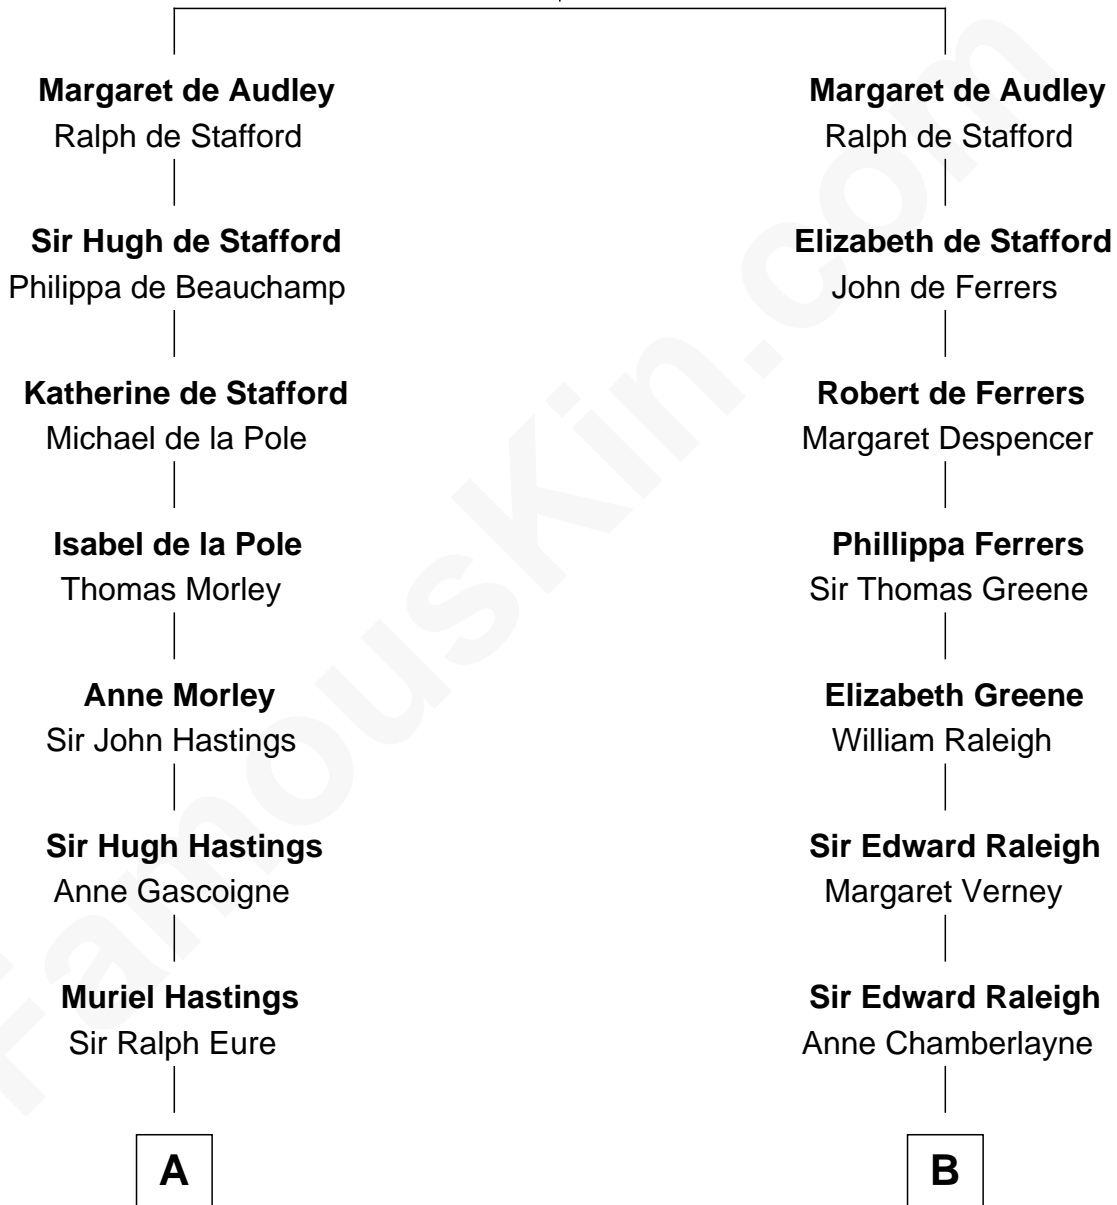 Margaret de Audley
Ralph de Stafford
Sir Hugh de Stafford
Philippa de Beauchamp
Katherine de Stafford
Michael de la Pole
Isabel de la Pole
Thomas Morley
Anne Morley
Sir John Hastings
Sir Hugh Hastings
Anne Gascoigne
Muriel Hastings
Sir Ralph Eure
A
Margaret de Audley
Ralph de Stafford
Elizabeth de Stafford
John de Ferrers
Robert de Ferrers
Margaret Despencer
Phillippa Ferrers
Sir Thomas Greene
Elizabeth Greene
William Raleigh
Sir Edward Raleigh
Margaret Verney
Sir Edward Raleigh
Anne Chamberlayne
B
FamousKin.com